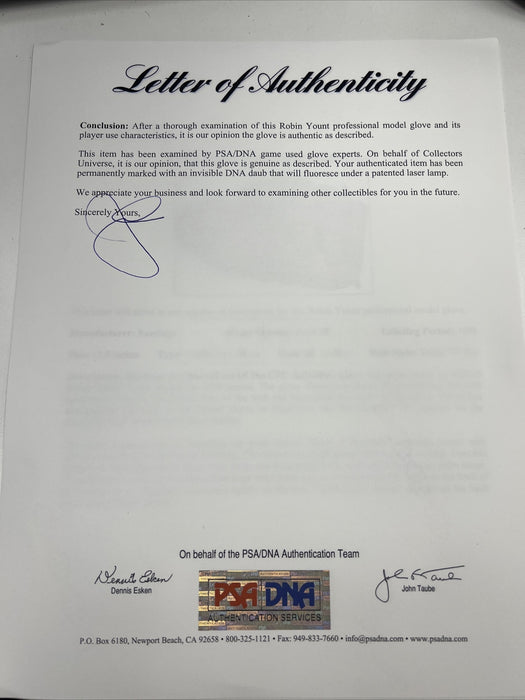 Letter of Authenticity
Conclusion: After a thorough examination of this Robin Yount professional model glove and its
player use characteristics, it is our opinion the glove is authentic as described.
This item has been examined by PSA/DNA game used glove experts. On behalf of Collectors
Universe, it is our opinion, that this glove is genuine as described. Your authenticated item has been
permanently marked with an invisible DNA daub that will fluoresce under a patented laser lamp.
We appreciate your business and look forward to examining other collectibles for you in the future.
Sincerely Yours,
On behalf of the PSA/DNA Authentication Team
Dennis Esken
John Taube
Dennis Esken
John Taube
PSA DNA
AUTHENTICATION SERVICES
P.O. Box 6180, Newport Beach, CA 92658 • 800-325-1121 • Fax: 949-833-7660 • info@psadna.com • www.psadna.com